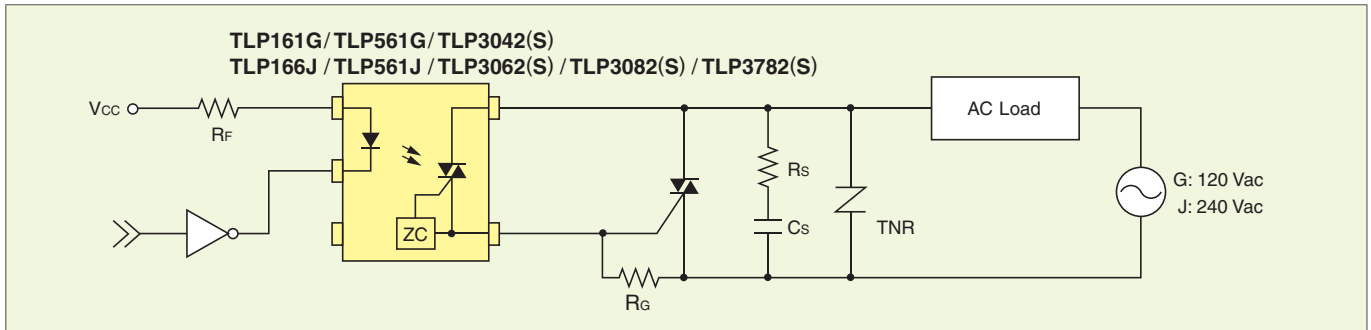 TLP161G/ TLP561G/ TLP3042(S)
TLP166J / TLP561J / TLP3062(S) / TLP3082(S) / TLP3782(S)
VCC
RF
ZC
RG
RS
CS
TNR
AC Load
G: 120 Vac
J: 240 Vac